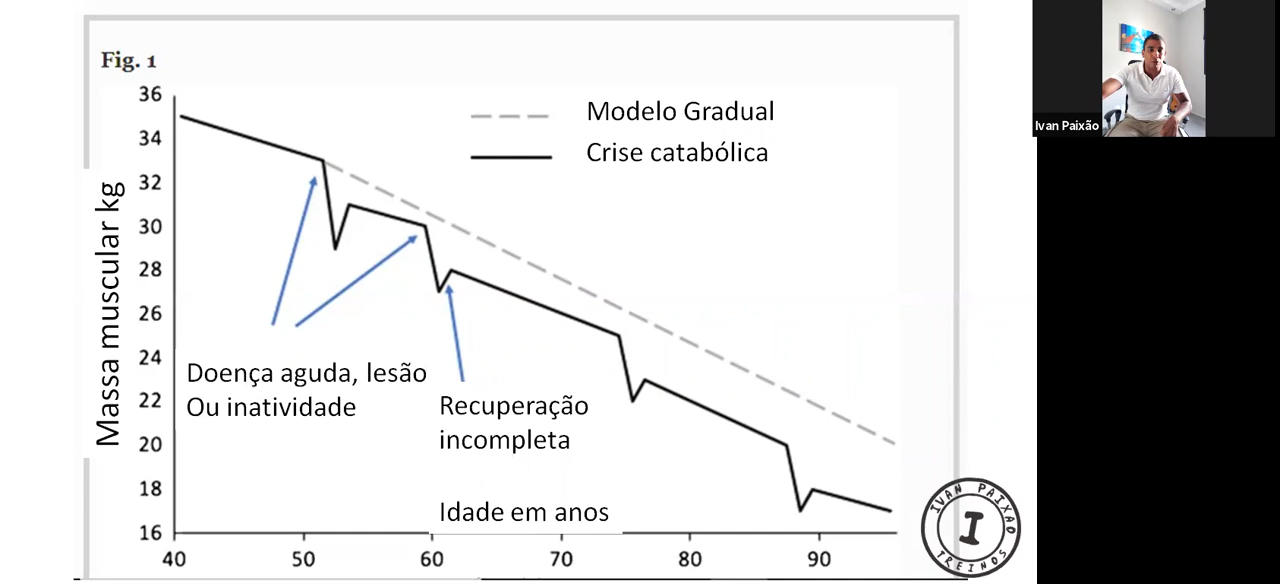 Fig. 1
36
34
32
30
28
26
24
22
20
18
16
Massa muscular kg
Modelo Gradual
Crise catabólica
Doença aguda, lesão
Ou inatividade
Recuperação
incompleta
Idade em anos
40
50
60
70
80
90
Ivan Paixão
IVAN PAIXAO
I
TREINOS